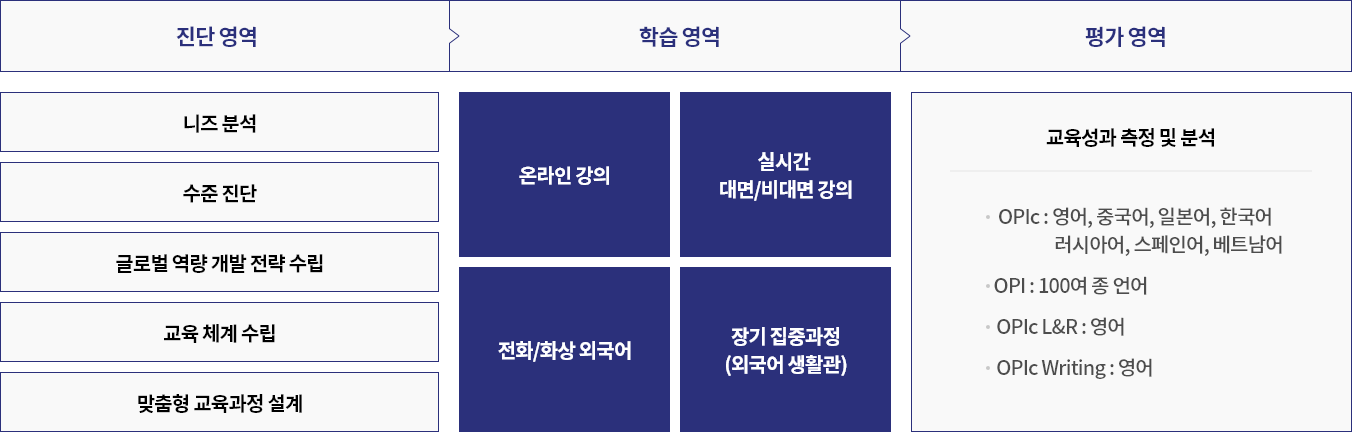 진단 영역
학습 영역
평가 영역
니즈 분석
수준 진단
글로벌 역량 개발 전략 수립
교육 체계 수립
맞춤형 교육과정 설계
온라인 강의
실시간
대면/비대면 강의
전화/화상 외국어
장기 집중과정
(외국어 생활관)
교육성과 측정 및 분석
· OPIc : 영어, 중국어, 일본어, 한국어
러시아어, 스페인어, 베트남어
· OPI : 100여 종 언어
· OPIc L&R : 영어
· OPIc Writing : 영어